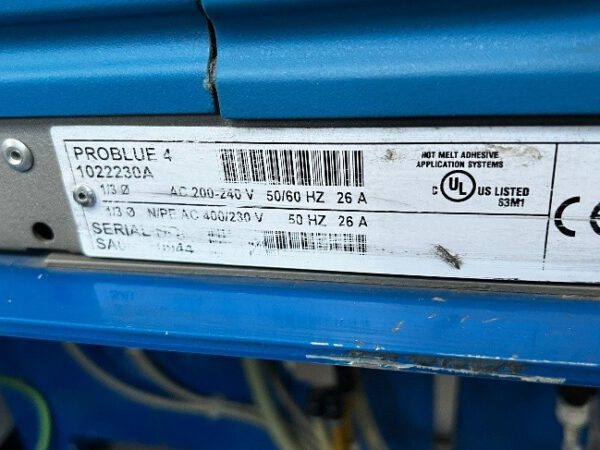 PROBLUE 4
1022230A
1/3 Ø AC 200-240 V 50/60 HZ 26 A
1/3 Ø N/PE AC 400/230 V 50 HZ 26 A
SERIAL
HOT MELT ADHESIVE
APPLICATION SYSTEMS
C UL US LISTED
S3M1
CE